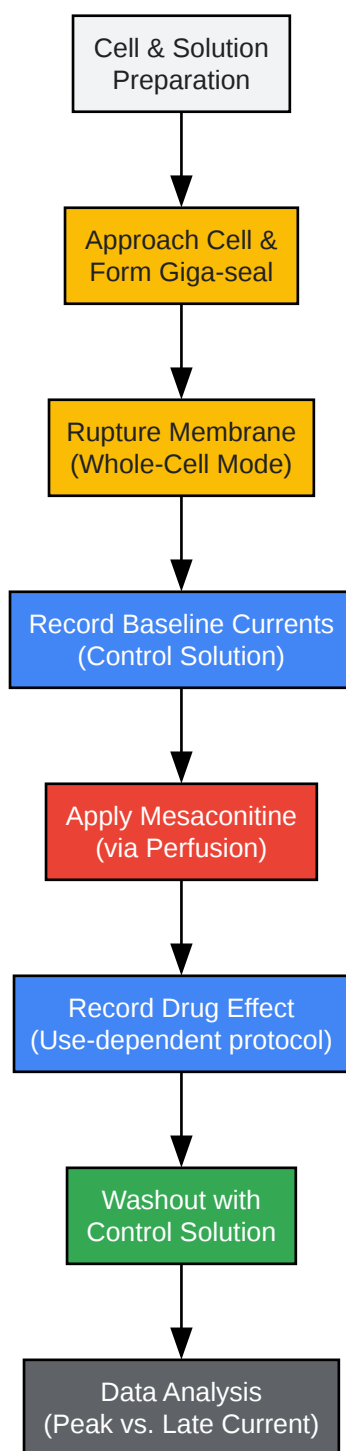 Cell & Solution
Preparation
Approach Cell &
Form Giga-seal
Rupture Membrane
(Whole-Cell Mode)
Record Baseline Currents
(Control Solution)
Apply Mesaconitine
(via Perfusion)
Record Drug Effect
(Use-dependent protocol)
Washout with
Control Solution
Data Analysis
(Peak vs. Late Current)